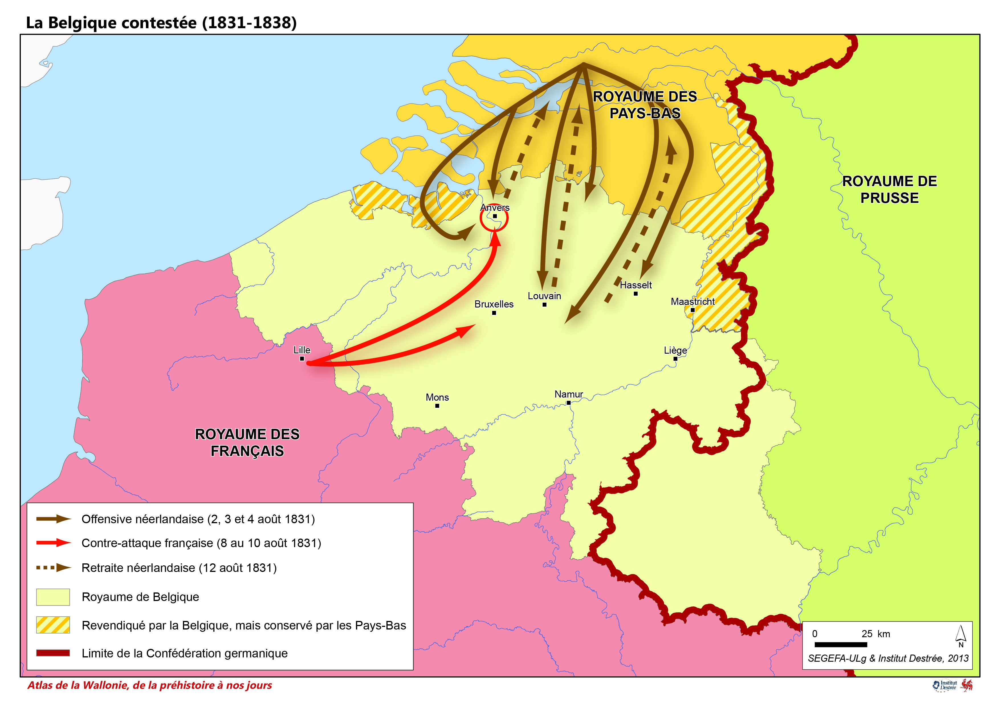 La Belgique contestée (1831-1838)
ROYAUME DES
PAYS-BAS
ROYAUME DE
PRUSSE
Anvers
Hasselt
Louvain
Maastricht
Bruxelles
Lille
Liège
Namur
Mons
ROYAUME DES
FRANÇAIS
Offensive néerlandaise (2, 3 et 4 août 1831)
Contre-attaque française (8 au 10 août 1831)
Retraite néerlandaise (12 août 1831)
Royaume de Belgique
Revendiqué par la Belgique, mais conservé par les Pays-Bas
Limite de la Confédération germanique
0 25 km
N
SEGEFA-ULg & Institut Destrée, 2013
Atlas de la Wallonie, de la préhistoire à nos jours
Institut
Destrée